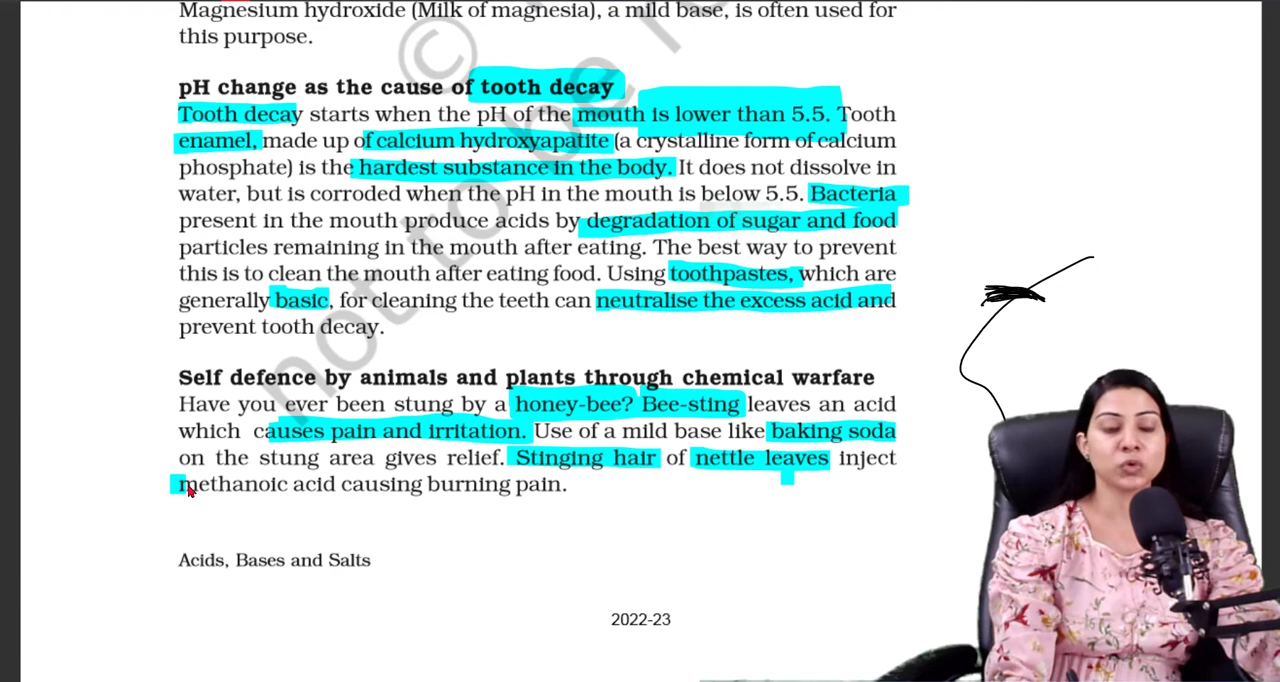 Magnesium hydroxide (Milk of magnesia), a mild base, is often used for
this purpose.
pH change as the cause of tooth decay
Tooth decay starts when the pH of the mouth is lower than 5.5. Tooth
enamel, made up of calcium hydroxyapatite (a crystalline form of calcium
phosphate) is the hardest substance in the body. It does not dissolve in
water, but is corroded when the pH in the mouth is below 5.5. Bacteria
present in the mouth produce acids by degradation of sugar and food
particles remaining in the mouth after eating. The best way to prevent
this is to clean the mouth after eating food. Using toothpastes, which are
generally basic, for cleaning the teeth can neutralise the excess acid and
prevent tooth decay.
Self defence by animals and plants through chemical warfare
Have you ever been stung by a honey-bee? Bee-sting leaves an acid
which causes pain and irritation. Use of a mild base like baking soda
on the stung area gives relief. Stinging hair of nettle leaves inject
methanoic acid causing burning pain.
Acids, Bases and Salts
2022-23
©
not to be r